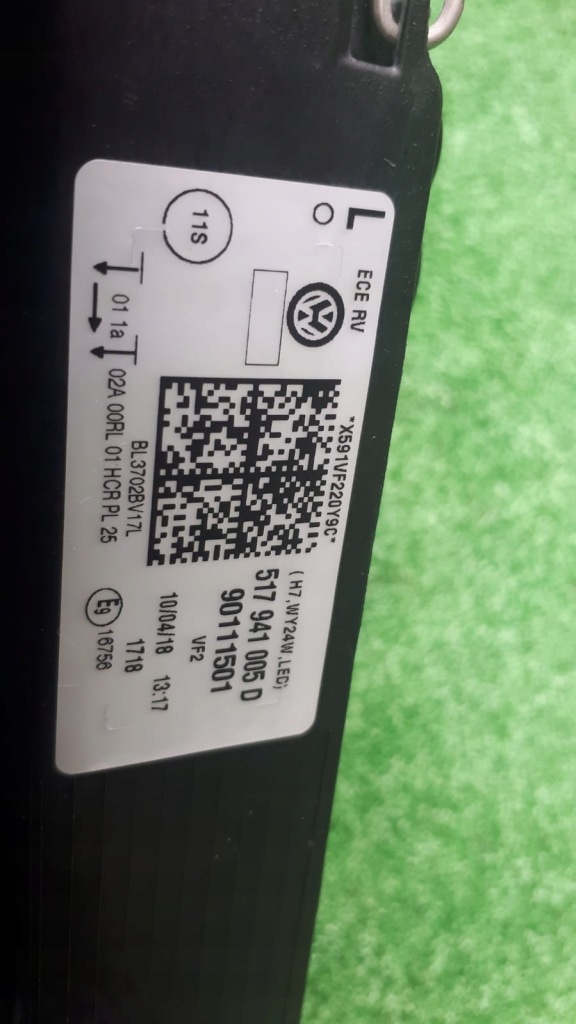 L
ECE RV
*X591VF220Y9C*
(H7,WY24W,LED)
517 941 005 D
90111501
VF2
10/04/18 13:17
1718
11S
01 1a
BL3702BV17L
02A 00RL 01 HCR PL 25
E9 16756